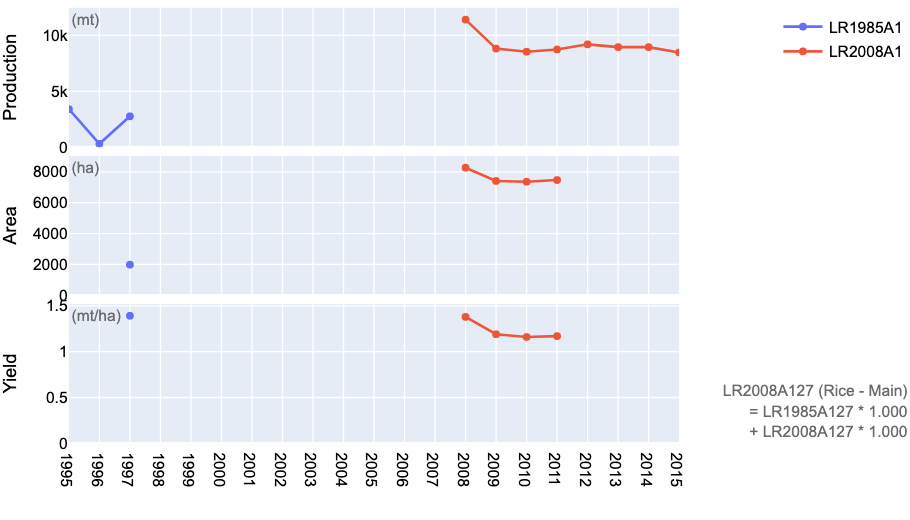 Production
(mt)
10k
5k
0
LR1985A1
LR2008A1
Area
(ha)
8000
6000
4000
2000
0
Yield
(mt/ha)
1.5
1
0.5
0
1995
1996
1997
1998
1999
2000
2001
2002
2003
2004
2005
2006
2007
2008
2009
2010
2011
2012
2013
2014
2015
LR2008A127 (Rice - Main)
= LR1985A127 * 1.000
+ LR2008A127 * 1.000